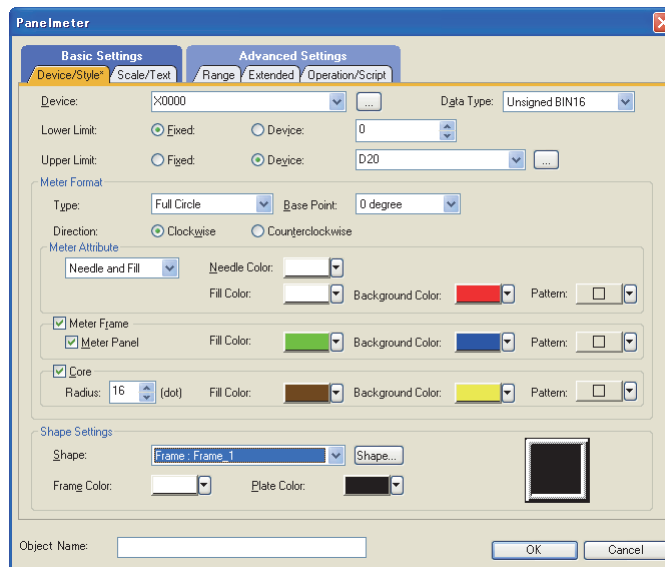 Panelmeter
Basic Settings Advanced Settings
Device/Style* Scale/Text Range Extended Operation/Script
Device: X0000 ... Data Type: Unsigned BIN16
Lower Limit: Fixed: Device: 0
Upper Limit: Fixed: Device: D20 ...
Meter Format
Type: Full Circle Base Point: 0 degree
Direction: Clockwise Counterclockwise
Meter Attribute
Needle and Fill Needle Color:
Fill Color: Background Color: Pattern:
Meter Frame
Meter Panel Fill Color: Background Color: Pattern:
Core
Radius: 16 (dot) Fill Color: Background Color: Pattern:
Shape Settings
Shape: Frame : Frame_1 Shape...
Frame Color: Plate Color:
Object Name: OK Cancel